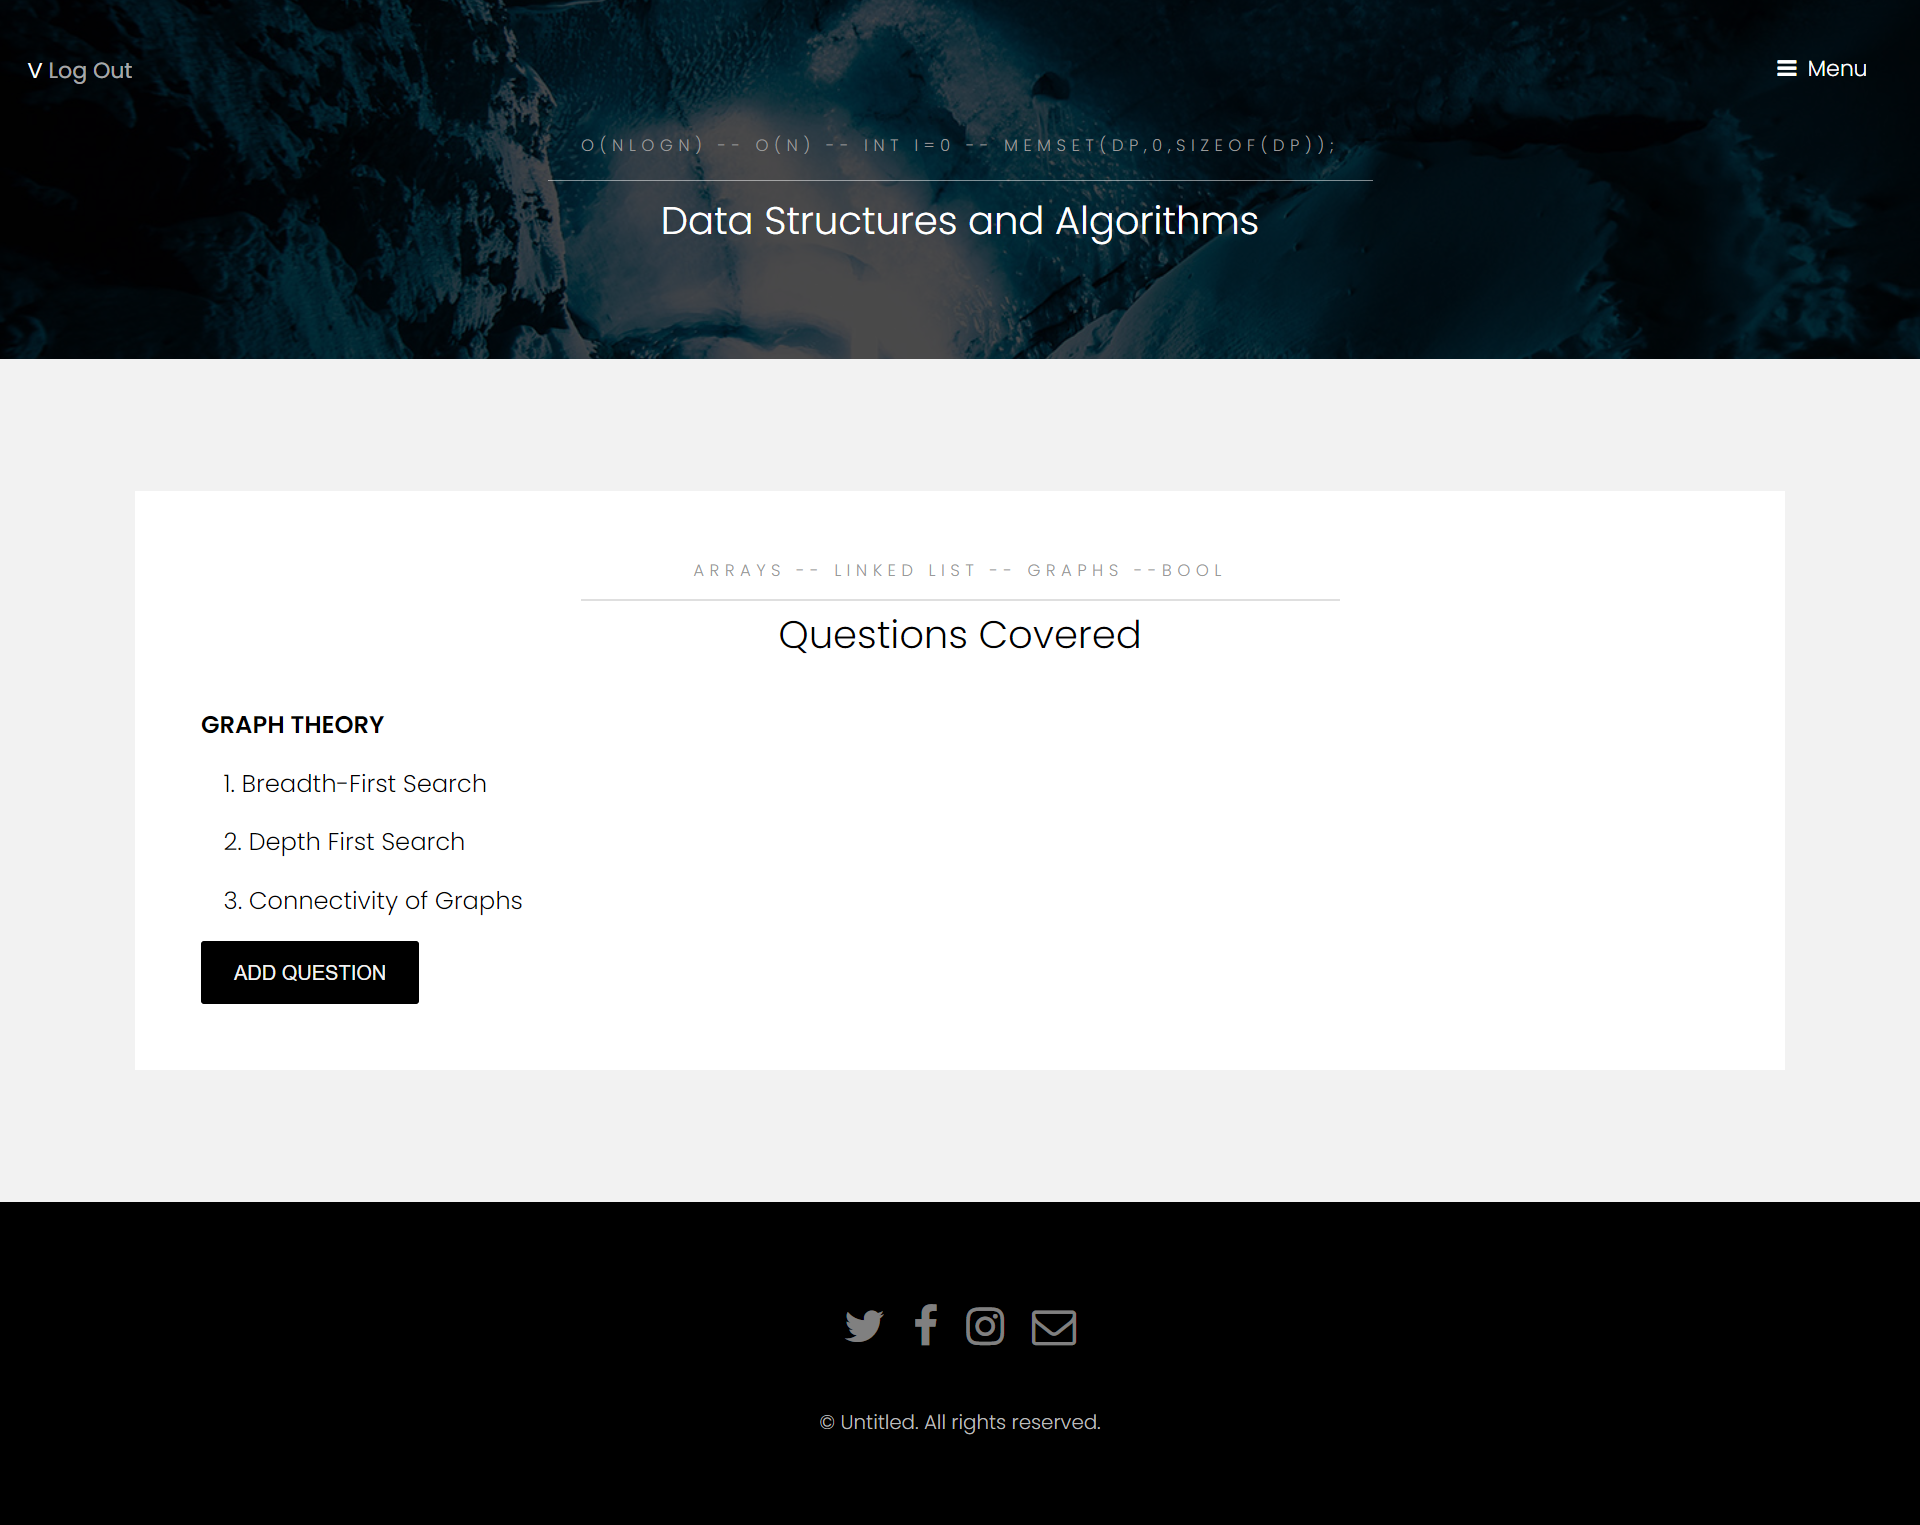 V Log Out
Menu
O(NLOGN) -- O(N) -- INT I=0 -- MEMSET(DP,0,SIZEOF(DP));
Data Structures and Algorithms
ARRAYS -- LINKED LIST -- GRAPHS --BOOL
Questions Covered
GRAPH THEORY
1. Breadth-First Search
2. Depth First Search
3. Connectivity of Graphs
ADD QUESTION
© Untitled. All rights reserved.